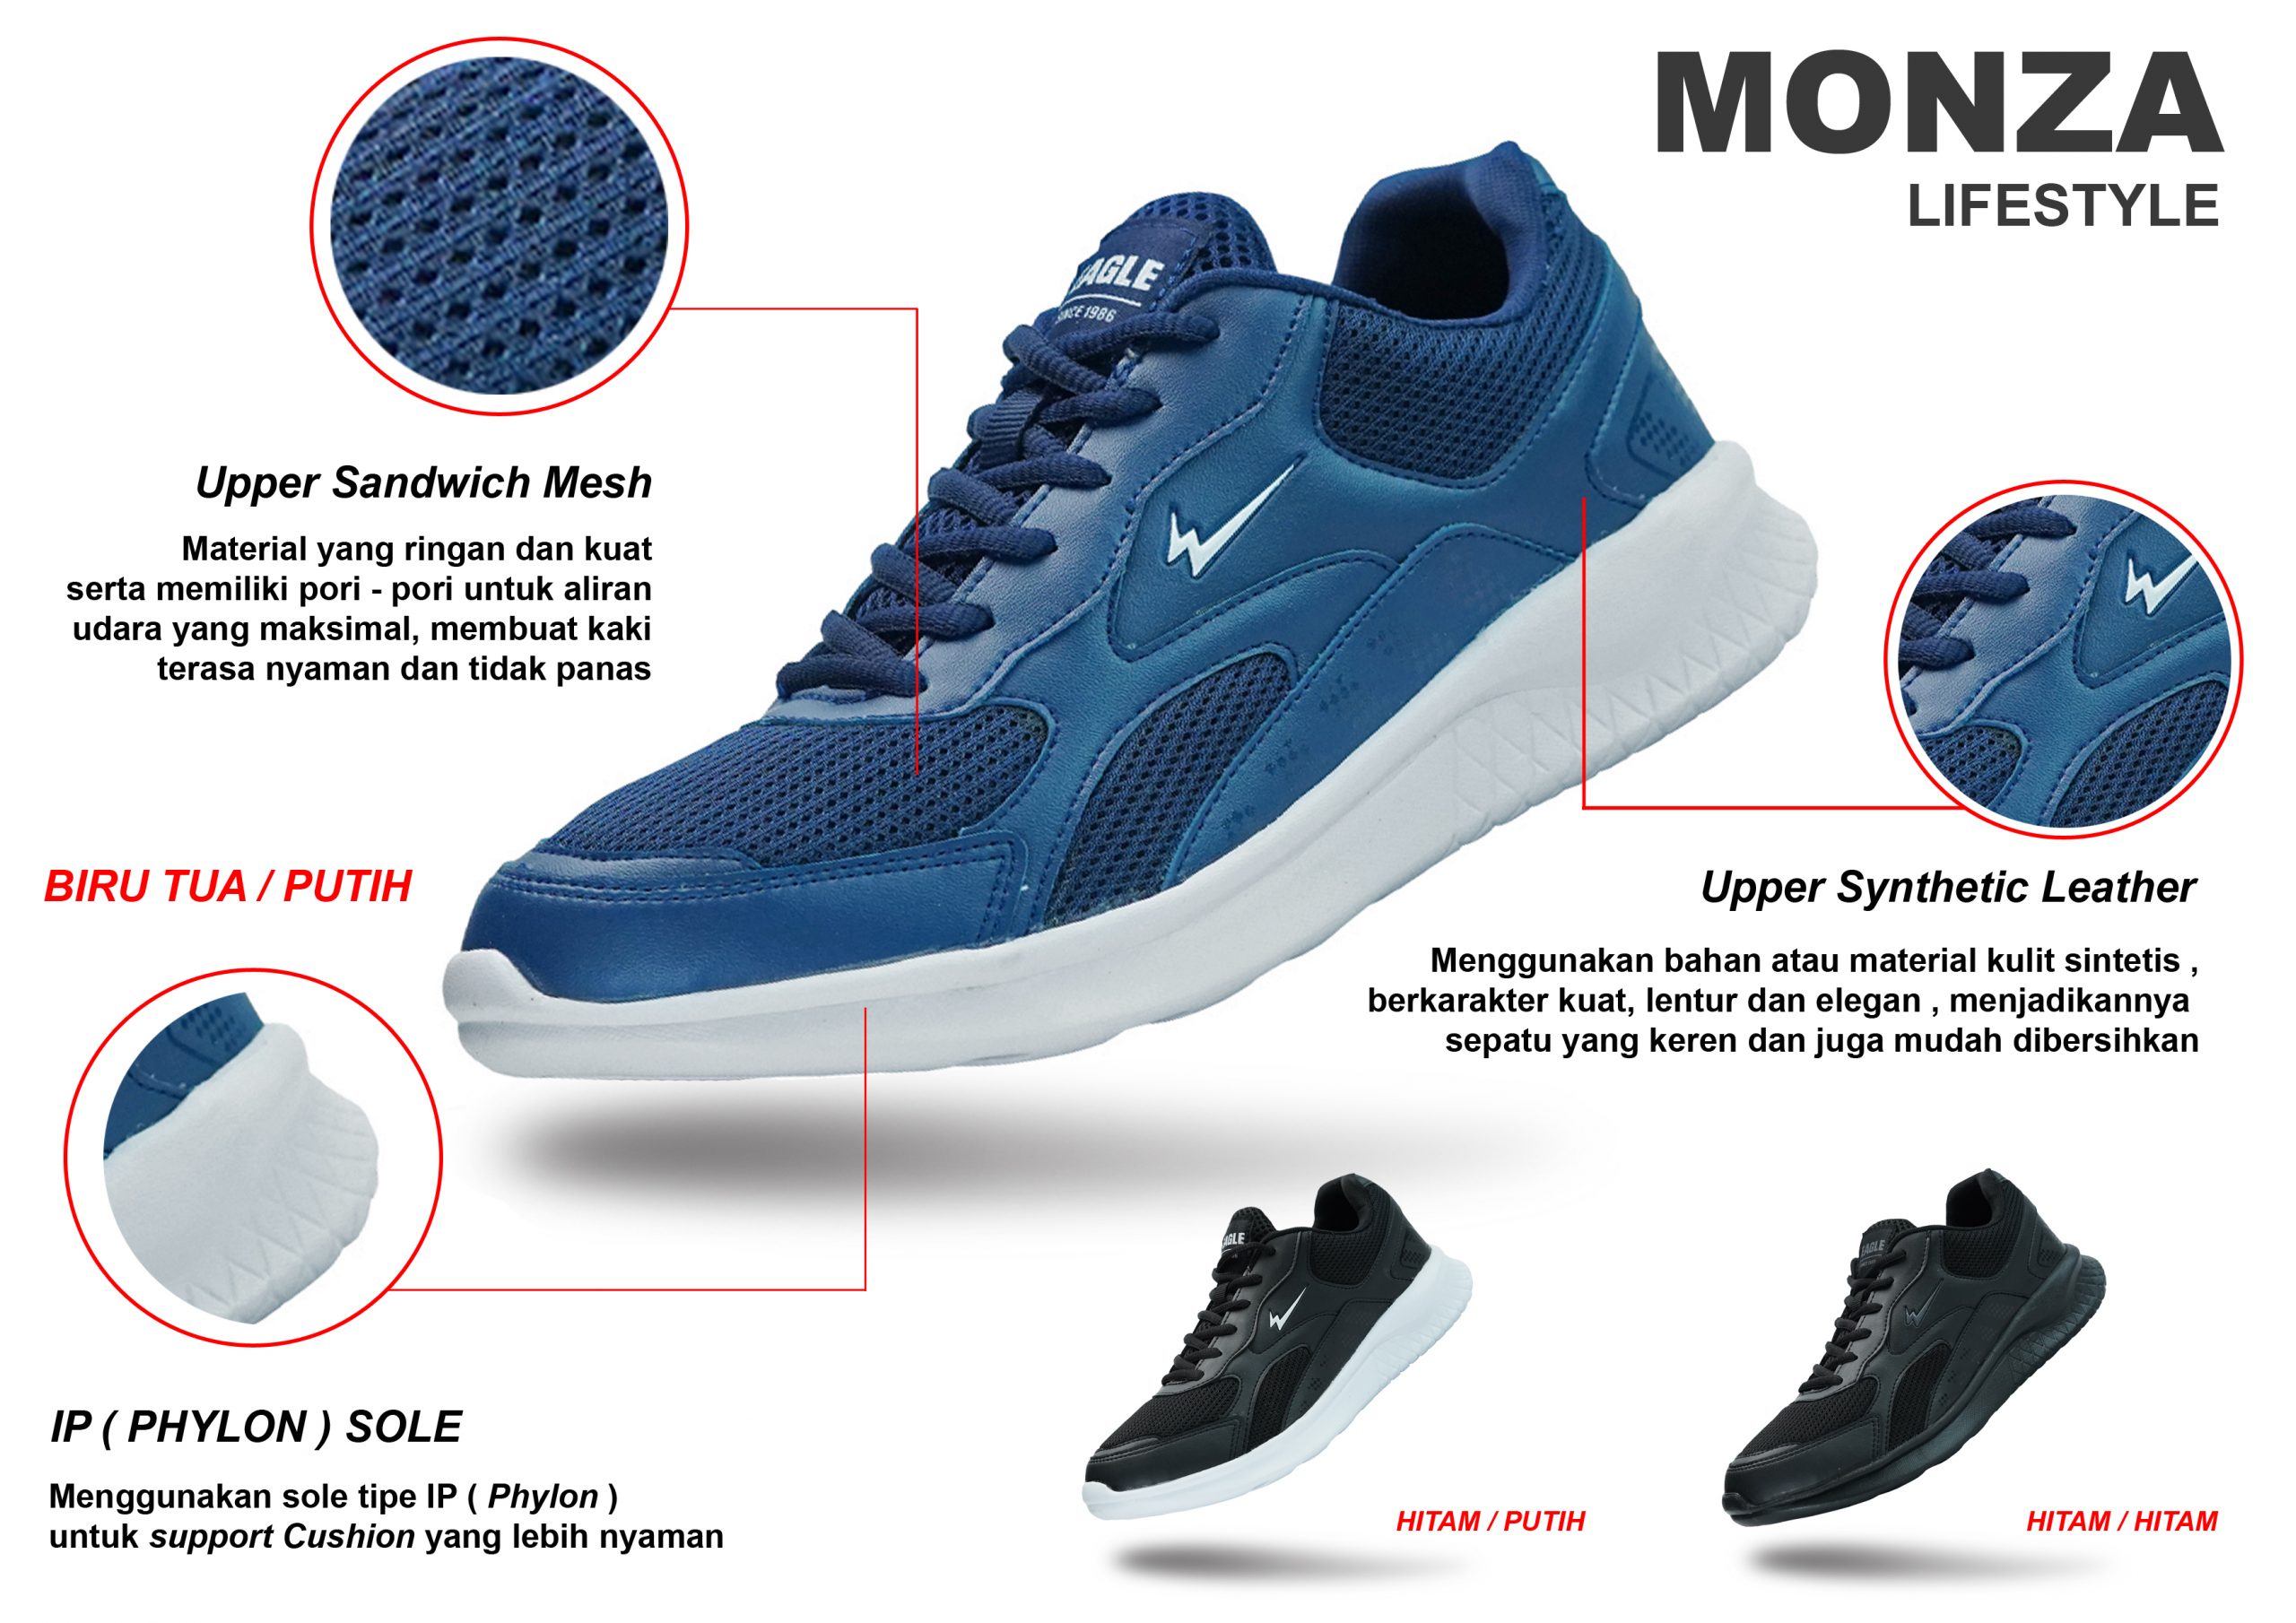 MONZA
LIFESTYLE
EAGLE
SINCE 1986
Upper Sandwich Mesh
Material yang ringan dan kuat
serta memiliki pori - pori untuk aliran
udara yang maksimal, membuat kaki
terasa nyaman dan tidak panas
BIRU TUA / PUTIH
Upper Synthetic Leather
Menggunakan bahan atau material kulit sintetis ,
berkarakter kuat, lentur dan elegan , menjadikannya
sepatu yang keren dan juga mudah dibersihkan
IP ( PHYLON ) SOLE
Menggunakan sole tipe IP ( Phylon )
untuk support Cushion yang lebih nyaman
EAGLE
HITAM / PUTIH
EAGLE
HITAM / HITAM